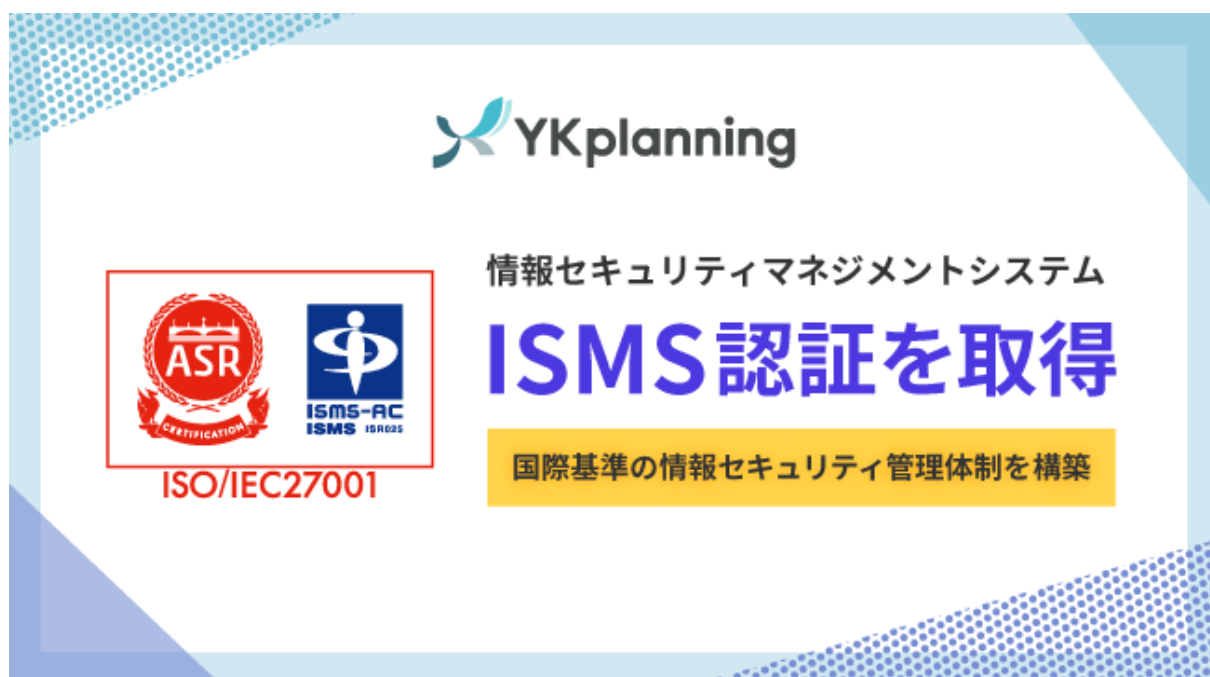 YKplanning
情報セキュリティマネジメントシステム
ISMS認証を取得
国際基準の情報セキュリティ管理体制を構築
ASR
CERTIFICATION
ISMS-AC
ISMS ISR025
ISO/IEC27001